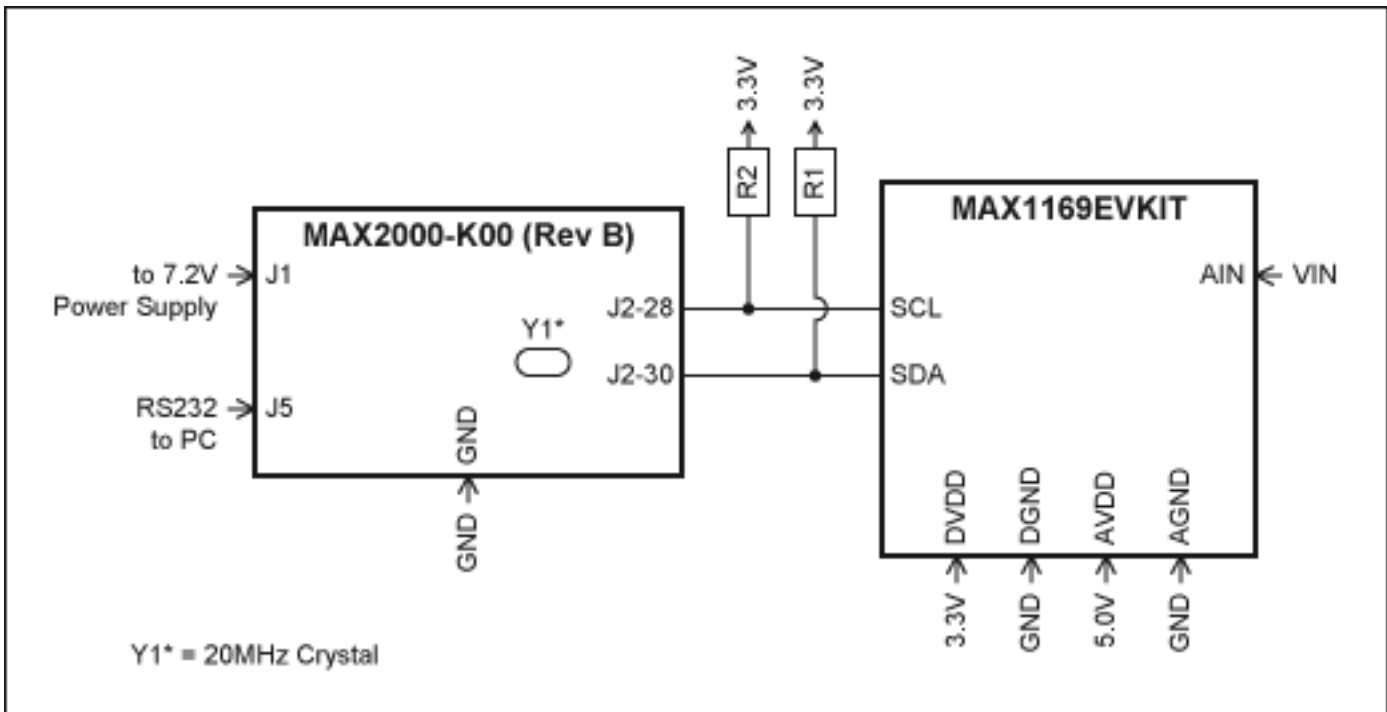 3.3V
3.3V
R2
R1
MAX2000-K00 (Rev B)
MAX1169EVKIT
to 7.2V
Power Supply
J1
J2-28
SCL
AIN
VIN
Y1*
J2-30
SDA
RS232
to PC
J5
GND
GND
DVDD
DGND
AVDD
AGND
3.3V
GND
5.0V
GND
Y1* = 20MHz Crystal